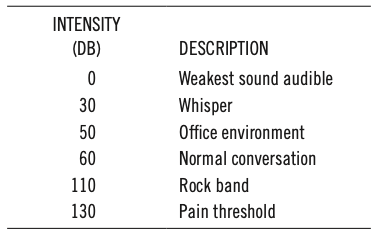 INTENSITY
(DB) DESCRIPTION
0 Weakest sound audible
30 Whisper
50 Office environment
60 Normal conversation
110 Rock band
130 Pain threshold